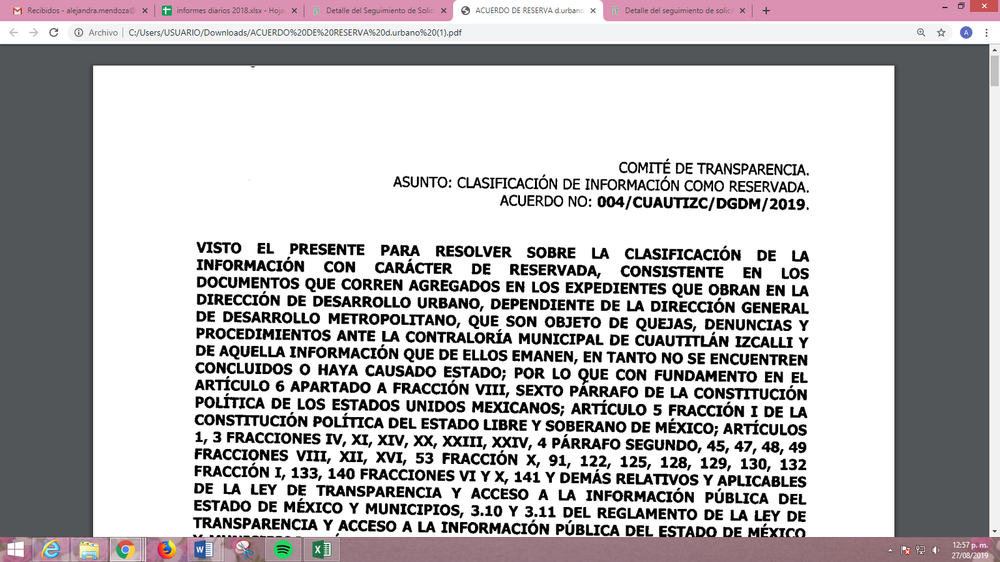 Recibidos - alejandra.mendoza@
informes diarios 2018.xlsx - Hoja
Detalle del Seguimiento de Solic
ACUERDO DE RESERVA d.urbano
Detalle del seguimiento de solici
Archivo
C:/Users/USUARIO/Downloads/ACUERDO%20DE%20RESERVA%20d.urbano%20(1).pdf
A
COMITÉ DE TRANSPARENCIA.
ASUNTO: CLASIFICACIÓN DE INFORMACIÓN COMO RESERVADA.
ACUERDO NO: 004/CUAUTIZC/DGDM/2019.
VISTO EL PRESENTE PARA RESOLVER SOBRE LA CLASIFICACIÓN DE LA
INFORMACIÓN CON CARÁCTER DE RESERVADA, CONSISTENTE EN LOS
DOCUMENTOS QUE CORREN AGREGADOS EN LOS EXPEDIENTES QUE OBRAN EN LA
DIRECCIÓN DE DESARROLLO URBANO, DEPENDIENTE DE LA DIRECCIÓN GENERAL
DE DESARROLLO METROPOLITANO, QUE SON OBJETO DE QUEJAS, DENUNCIAS Y
PROCEDIMIENTOS ANTE LA CONTRALORÍA MUNICIPAL DE CUAUTITLÁN IZCALLI Y
DE AQUELLA INFORMACIÓN QUE DE ELLOS EMANEN, EN TANTO NO SE ENCUENTREN
CONCLUIDOS O HAYA CAUSADO ESTADO; POR LO QUE CON FUNDAMENTO EN EL
ARTÍCULO 6 APARTADO A FRACCIÓN VIII, SEXTO PÁRRAFO DE LA CONSTITUCIÓN
POLÍTICA DE LOS ESTADOS UNIDOS MEXICANOS; ARTÍCULO 5 FRACCIÓN I DE LA
CONSTITUCIÓN POLÍTICA DEL ESTADO LIBRE Y SOBERANO DE MÉXICO; ARTÍCULOS
1, 3 FRACCIONES IV, XI, XIV, XX, XXIII, XXIV, 4 PÁRRAFO SEGUNDO, 45, 47, 48, 49
FRACCIONES VIII, XII, XVI, 53 FRACCIÓN X, 91, 122, 125, 128, 129, 130, 132
FRACCIÓN I, 133, 140 FRACCIONES VI Y X, 141 Y DEMÁS RELATIVOS Y APLICABLES
DE LA LEY DE TRANSPARENCIA Y ACCESO A LA INFORMACIÓN PÚBLICA DEL
ESTADO DE MÉXICO Y MUNICIPIOS, 3.10 Y 3.11 DEL REGLAMENTO DE LA LEY DE
TRANSPARENCIA Y ACCESO A LA INFORMACIÓN PÚBLICA DEL ESTADO DE MÉXICO
12:57 p. m.
27/08/2019